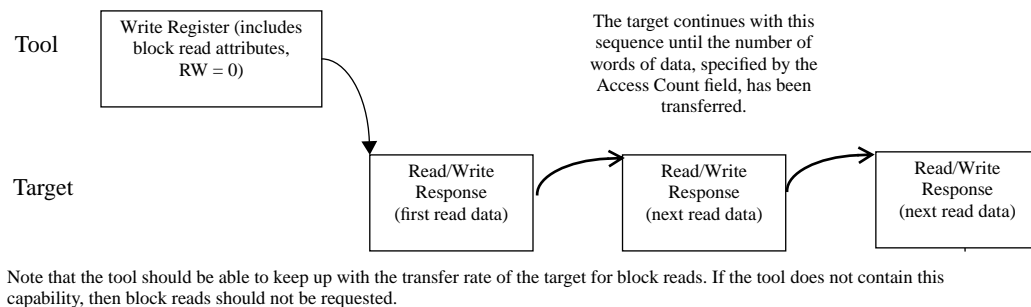 Tool
Write Register (includes
block read attributes,
RW = 0)
The target continues with this
sequence until the number of
words of data, specified by the
Access Count field, has been
transferred.
Target
Read/Write
Response
(first read data)
Read/Write
Response
(next read data)
Read/Write
Response
(next read data)
Note that the tool should be able to keep up with the transfer rate of the target for block reads. If the tool does not contain this
capability, then block reads should not be requested.